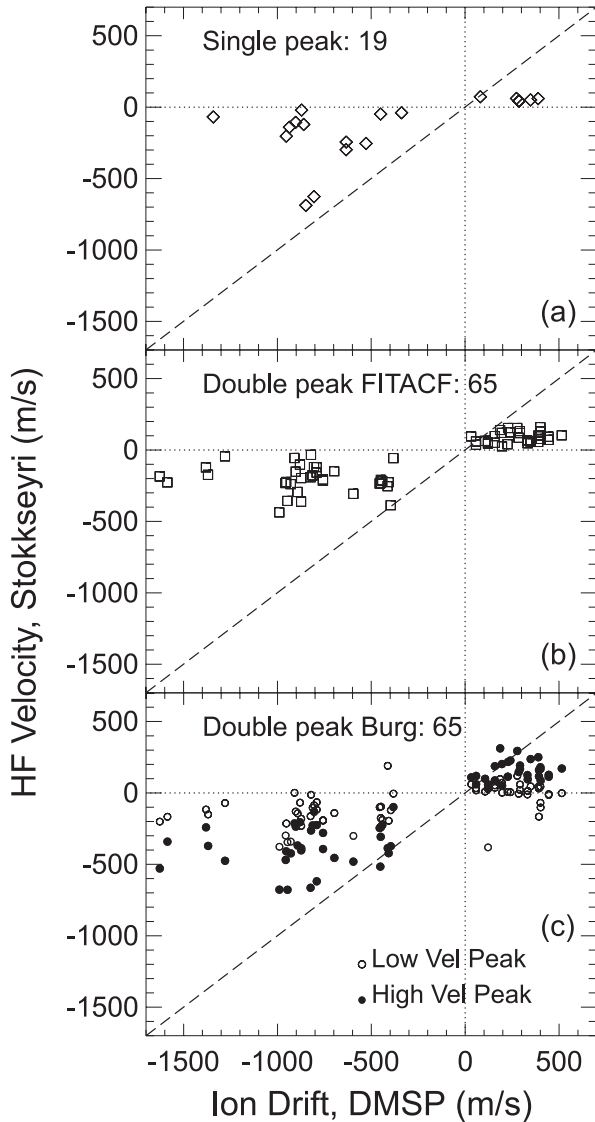 HF Velocity, Stokkseyri (m/s)
500
0
-500
-1000
-1500
Single peak: 19
(a)
500
0
-500
-1000
-1500
Double peak FITACF: 65
(b)
500
0
-500
-1000
-1500
Double peak Burg: 65
(c)
Low Vel Peak
High Vel Peak
-1500 -1000 -500 0 500
Ion Drift, DMSP (m/s)